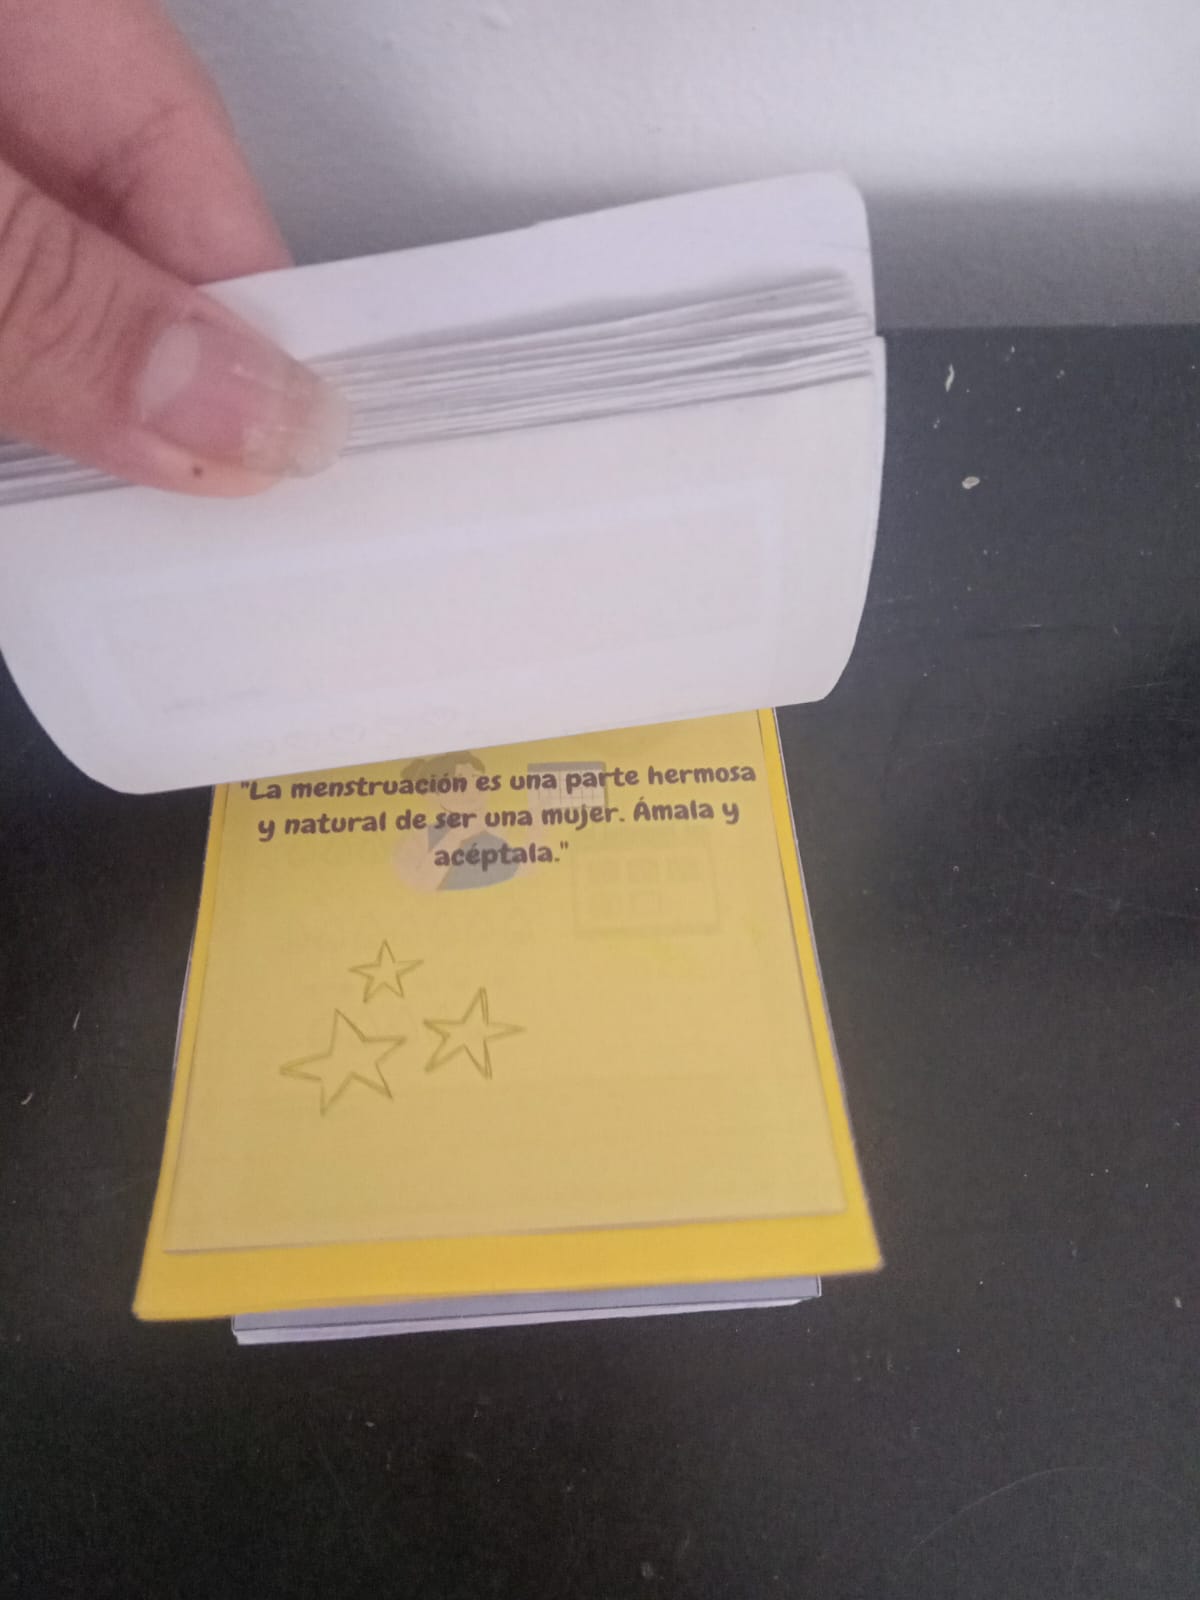 "La menstruación es una parte hermosa
y natural de ser una mujer. Ámala y
acéptala."